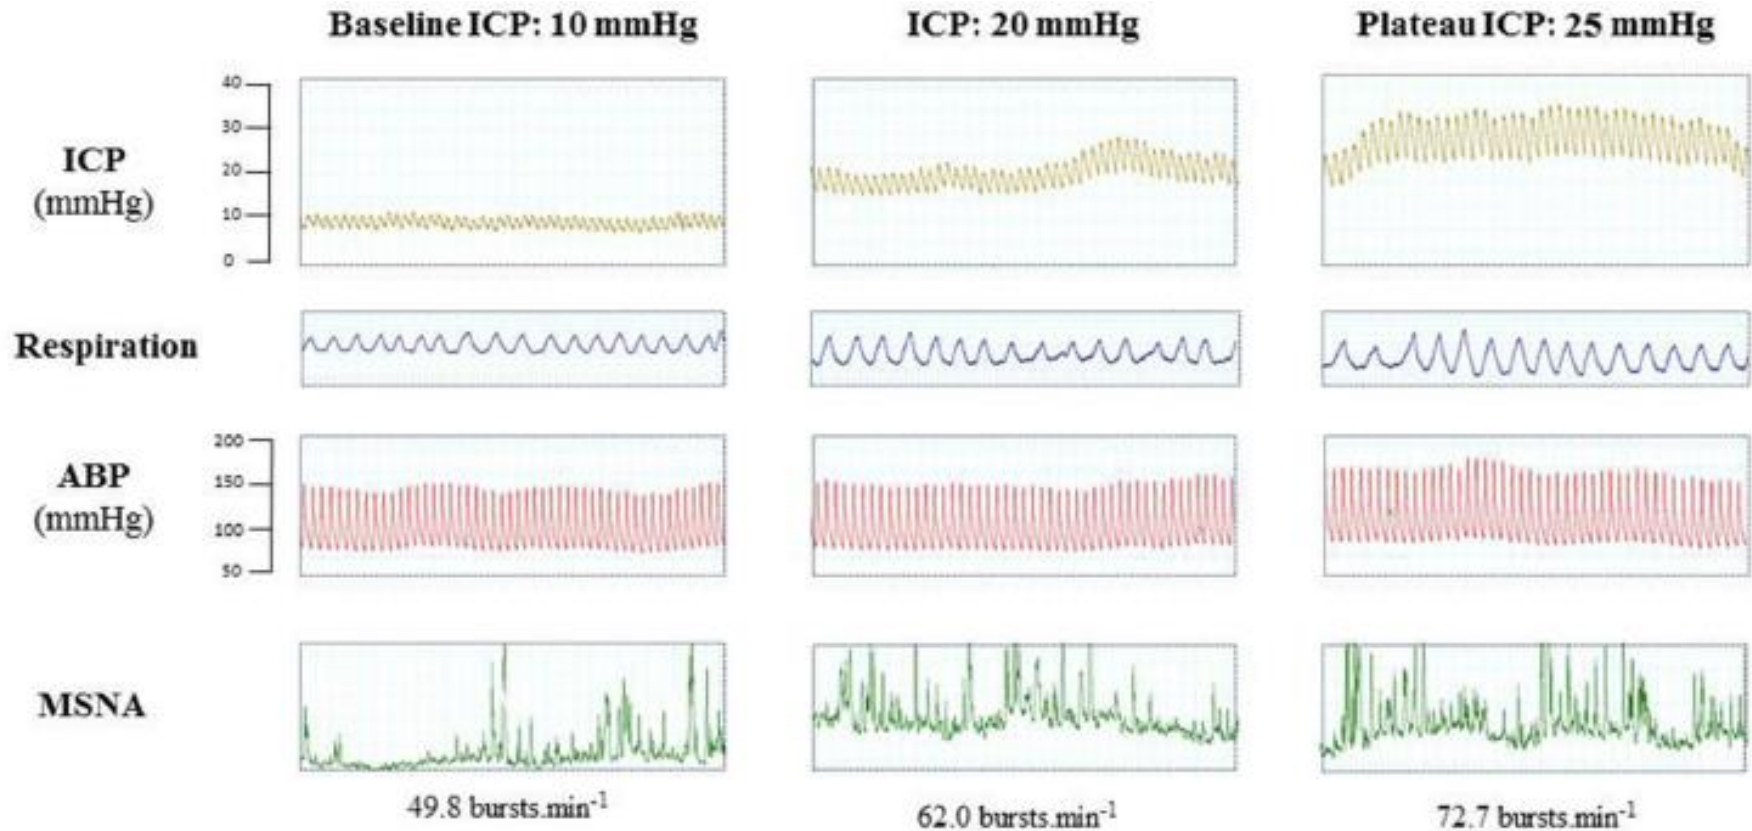 Baseline ICP: 10 mmHg
ICP: 20 mmHg
Plateau ICP: 25 mmHg
ICP
(mmHg)
40
30
20
10
0
Respiration
ABP
(mmHg)
200
150
100
50
MSNA
49.8 bursts.min⁻¹
62.0 bursts.min⁻¹
72.7 bursts.min⁻¹